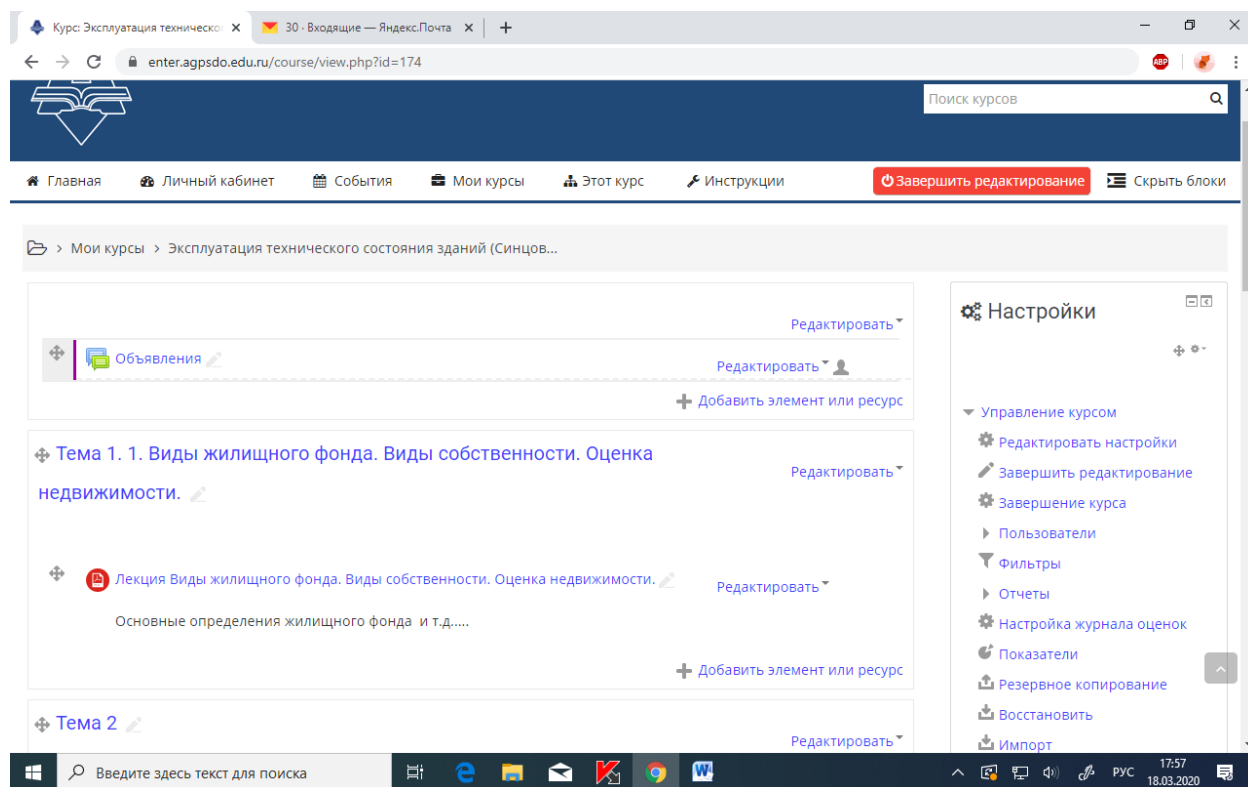 Курс: Эксплуатация техническо
30 · Входящие — Яндекс.Почта
enter.agpsdo.edu.ru/course/view.php?id=174
ABP
Поиск курсов
Главная Личный кабинет События Мои курсы Этот курс Инструкции Завершить редактирование Скрыть блоки
Мои курсы > Эксплуатация технического состояния зданий (Синцов...
Редактировать
Объявления
Редактировать
Добавить элемент или ресурс
Тема 1. 1. Виды жилищного фонда. Виды собственности. Оценка
недвижимости.
Редактировать
Лекция Виды жилищного фонда. Виды собственности. Оценка недвижимости.
Редактировать
Основные определения жилищного фонда и т.д.....
Добавить элемент или ресурс
Тема 2
Редактировать
Настройки
Управление курсом
Редактировать настройки
Завершить редактирование
Завершение курса
Пользователи
Фильтры
Отчеты
Настройка журнала оценок
Показатели
Резервное копирование
Восстановить
Импорт
Введите здесь текст для поиска
РУС
17:57
18.03.2020